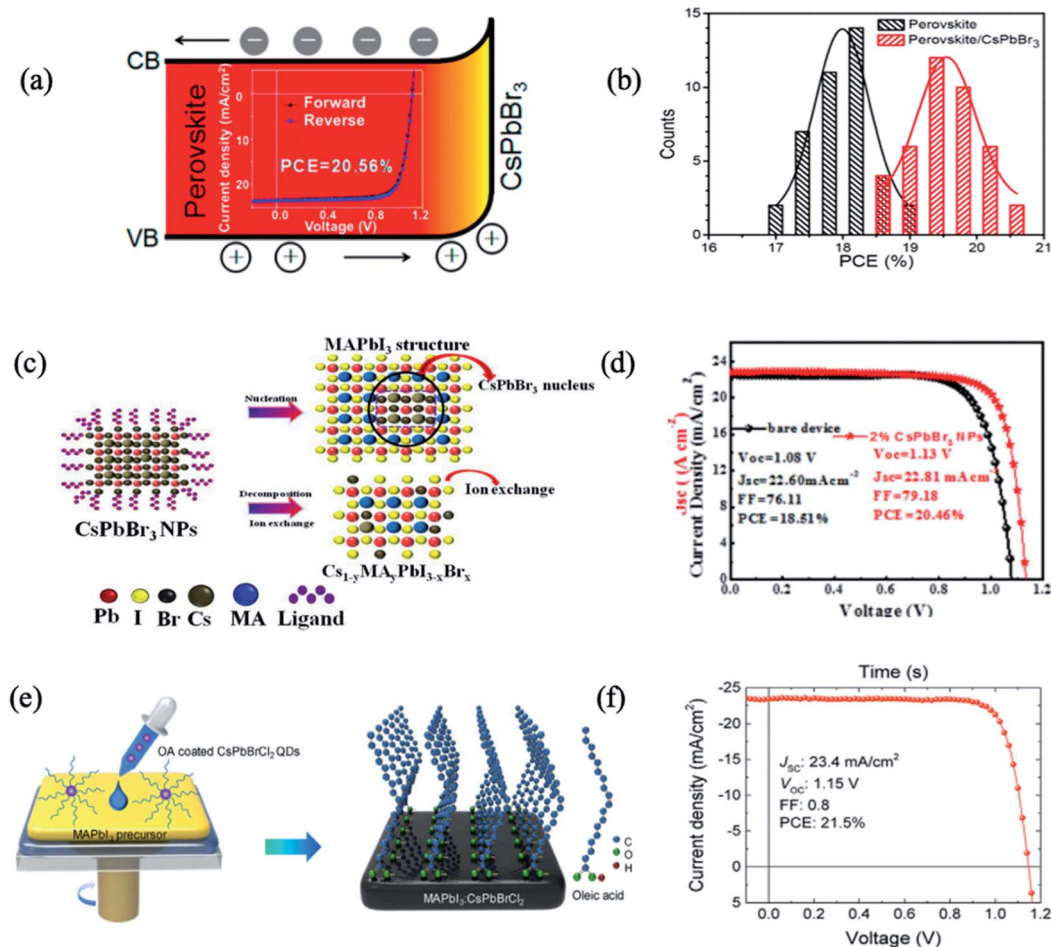 (a)
CB
VB
Perovskite
CsPbBr3
Current density (mA/cm²)
0
10
20
Forward
Reverse
PCE=20.56%
0.0
0.4
0.8
1.2
Voltage (V)
(b)
Perovskite
Perovskite/CsPbBr3
Counts
15
10
5
0
16
17
18
19
20
21
PCE (%)
(c)
MAPbI3 structure
CsPbBr3 nucleus
Nucleation
Decomposition
Ion exchange
Ion exchange
CsPbBr3 NPs
Cs1-yMAyPbI3-xBrx
Pb I Br Cs MA Ligand
(d)
Jsc ( (A cm-2)
Current Density (mA/cm²)
24
20
16
12
8
4
0
bare device
Voc=1.08 V
Jsc=22.60mAcm-2
FF=76.11
PCE=18.51%
2% CsPbBr3 NPs
Voc=1.13 V
Jsc=22.81 mAcm-2
FF=79.18
PCE=20.46%
0.0 0.2 0.4 0.6 0.8 1.0 1.2
Voltage (V)
(e)
OA coated CsPbBrCl2 QDs
MAPbI3 precursor
MAPbI3:CsPbBrCl2
C
O
H
Oleic acid
(f)
Time (s)
Current density (mA/cm²)
-25
-20
-15
-10
-5
0
5
JSC: 23.4 mA/cm²
VOC: 1.15 V
FF: 0.8
PCE: 21.5%
0.0 0.2 0.4 0.6 0.8 1.0 1.2
Voltage (V)